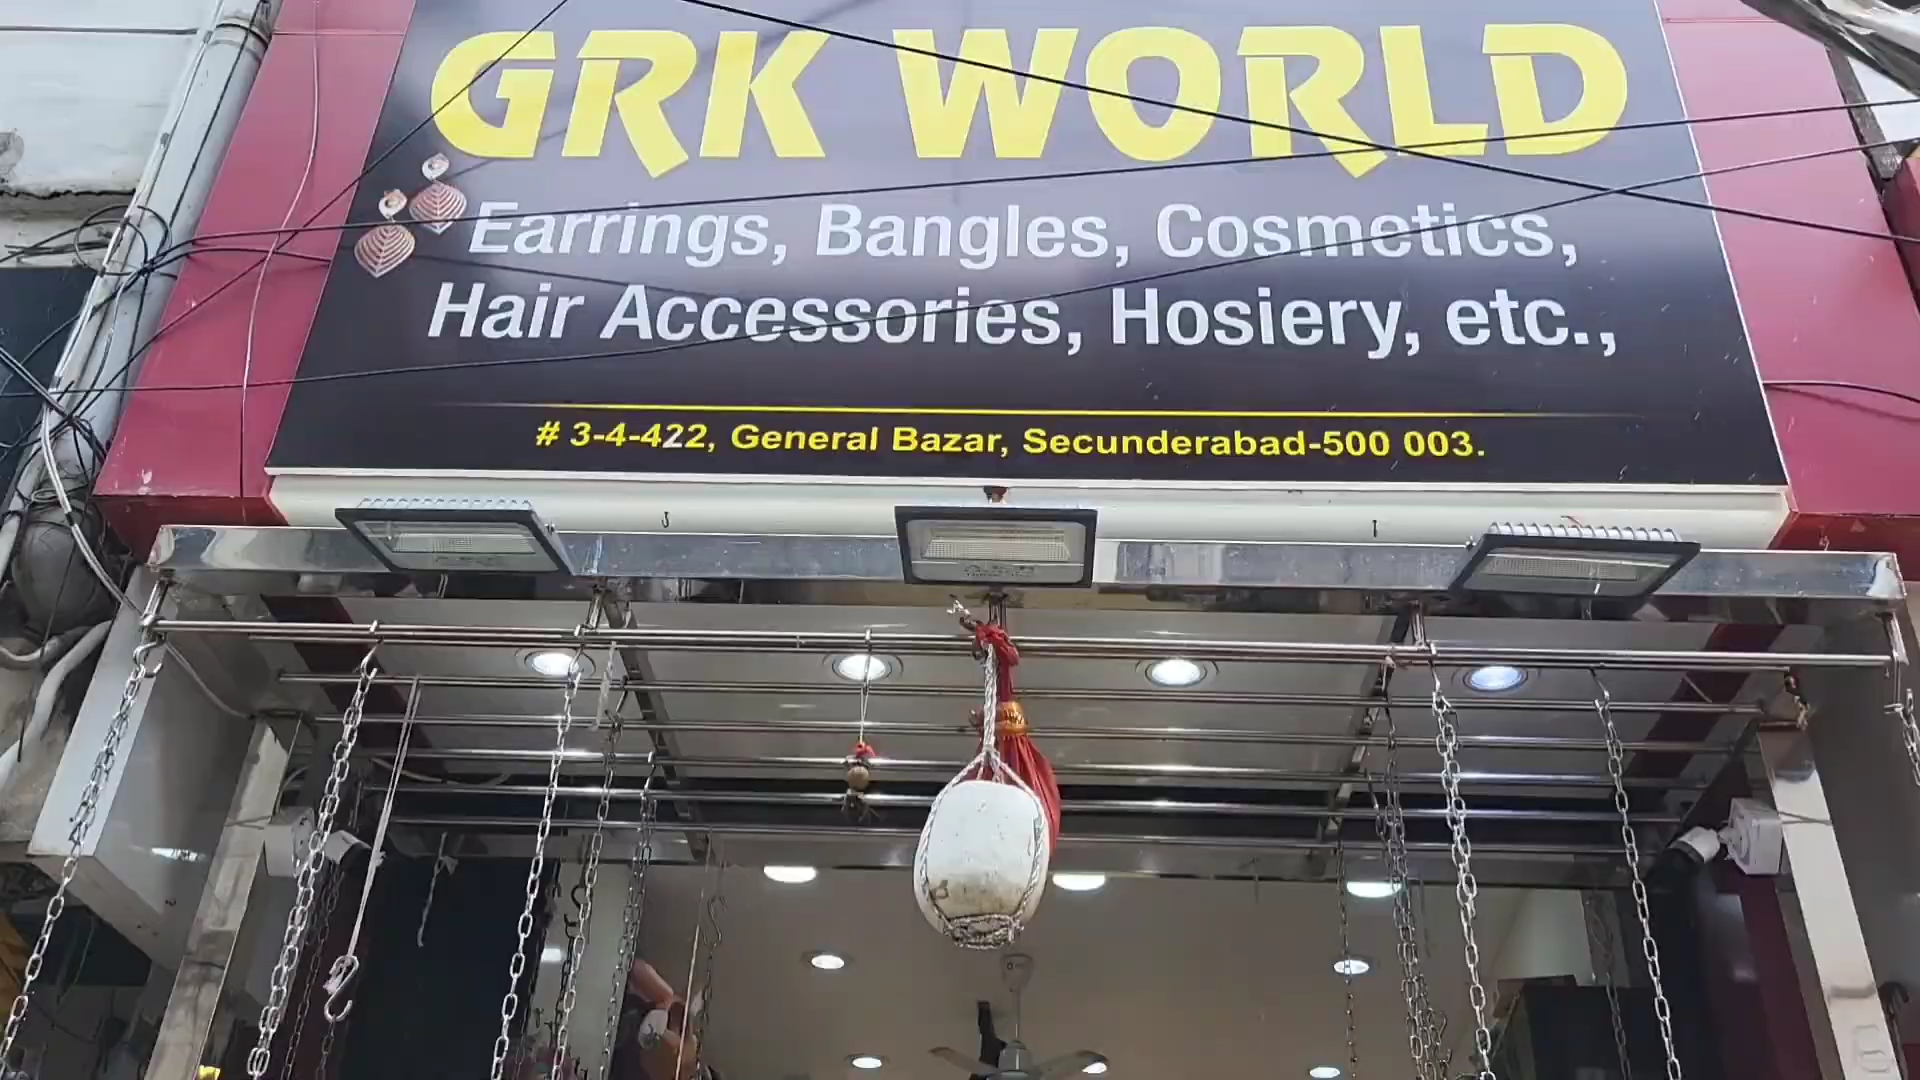 GRK WORLD
Earrings, Bangles, Cosmetics,
Hair Accessories, Hosiery, etc.,
# 3-4-422, General Bazar, Secunderabad-500 003.